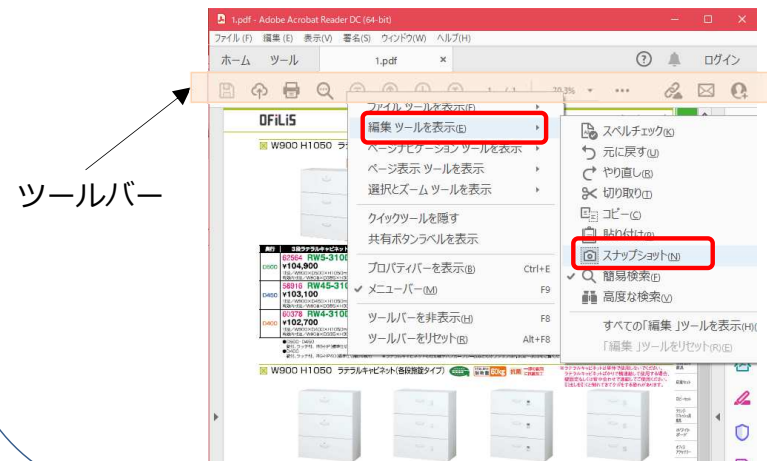 1.pdf - Adobe Acrobat Reader DC (64-bit)
ファイル(F) 編集(E) 表示(V) 署名(S) ウィンドウ(W) ヘルプ(H)
ホーム ツール 1.pdf × ログイン
ツールバー
ファイル ツールを表示(F)
編集 ツールを表示(E)
ページナビゲーション ツールを表示
ページ表示 ツールを表示
選択とズーム ツールを表示
クイックツールを隠す
共有ボタンラベルを表示
プロパティバーを表示(B) Ctrl+E
✓ メニューバー(M) F9
ツールバーを非表示(H) F8
ツールバーをリセット(R) Alt+F8
スペルチェック(K)
元に戻す(U)
やり直し(R)
切り取り(T)
コピー(C)
貼り付け(P)
スナップショット(N)
✓ 簡易検索(F)
高度な検索(V)
すべての「編集 」ツールを表示(H)
「編集 」ツールをリセット(R)(E)
OFiLiS
W900 H1050
D500 62564 RW5-3100
¥104,900
D450 RW45-310
¥103,100
D400 60378 RW4-3100
¥102,700
W900 H1050 ラテラルキャビネット(各段施錠タイプ) 60kg